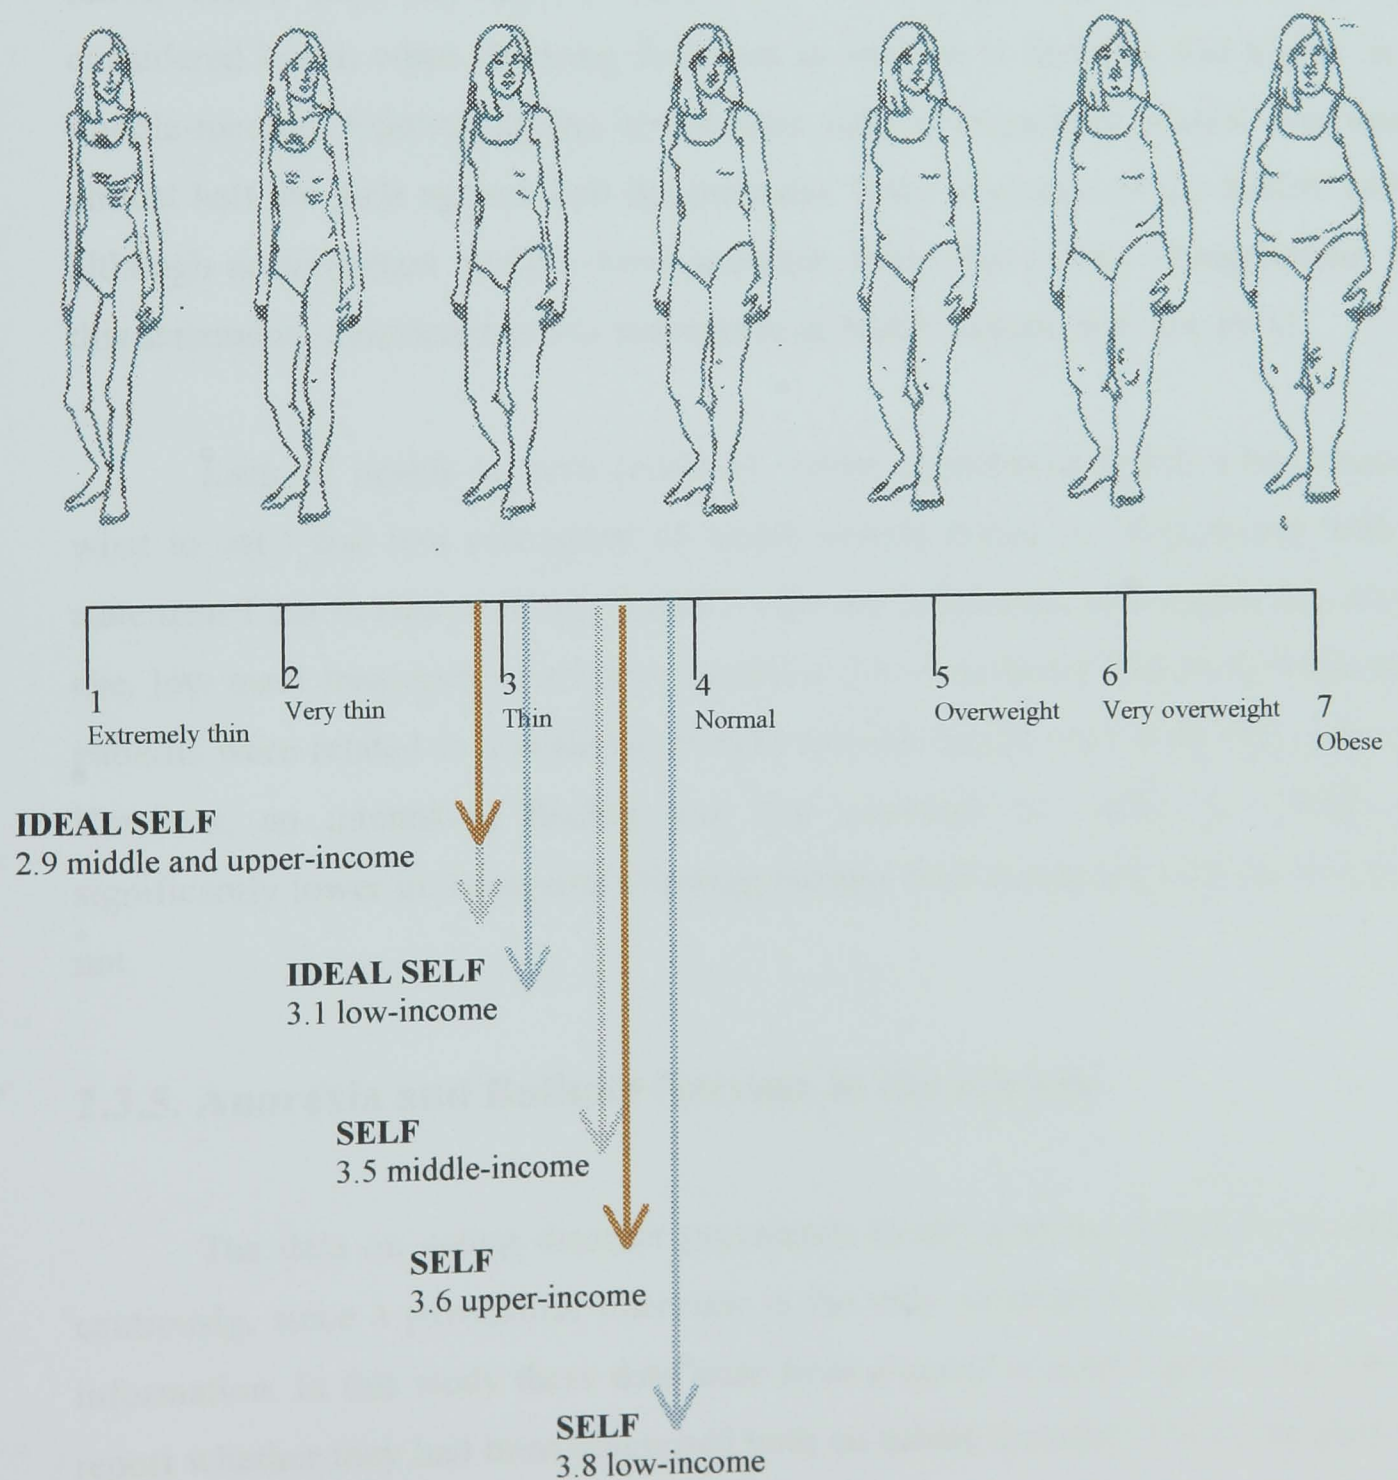 1
Extremely thin
2
Very thin
3
Thin
4
Normal
5
Overweight
6
Very overweight
7
Obese
IDEAL SELF
2.9 middle and upper-income
IDEAL SELF
3.1 low-income
SELF
3.5 middle-income
SELF
3.6 upper-income
SELF
3.8 low-income